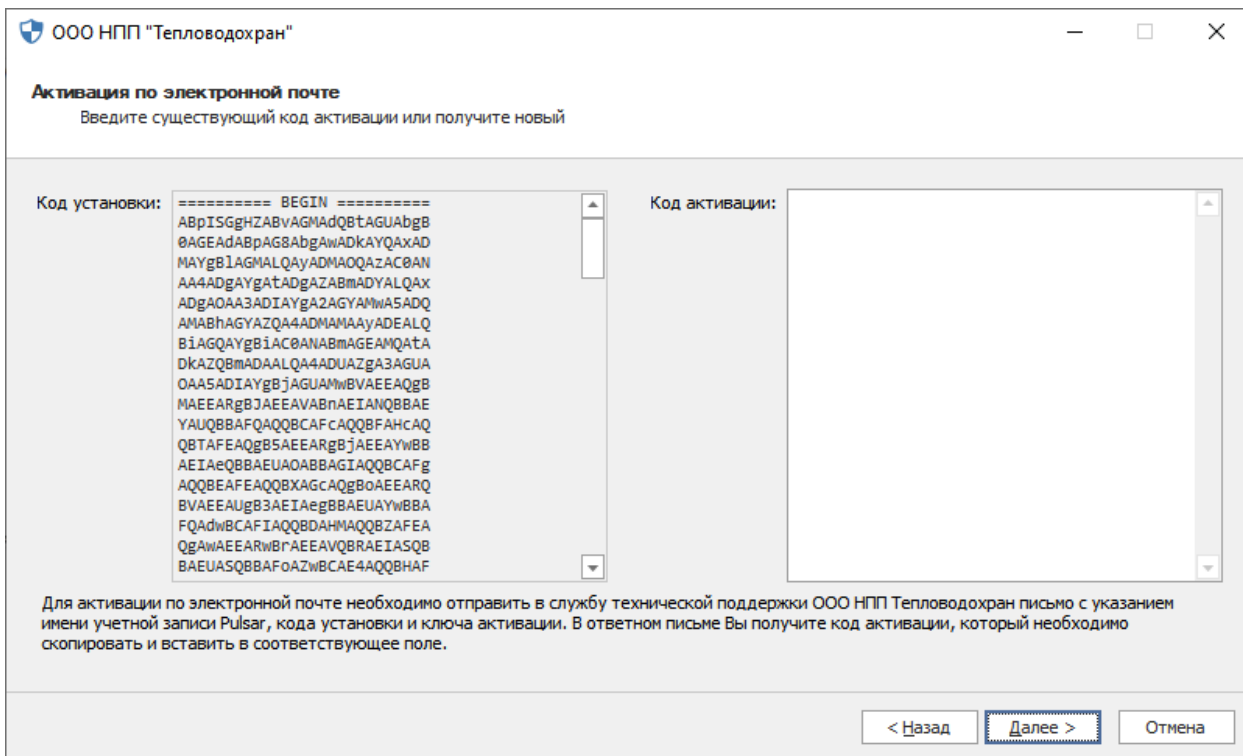 ООО НПП "Тепловодохран"
Активация по электронной почте
Введите существующий код активации или получите новый
Код установки:
========== BEGIN ==========
ABpISGgHZABvAGMAdQBtAGUAbgB
0AGEAdABpAG8AbgAwADkAYQAxAD
MAYgBlAGMALQAyADMAOQAzAC0AN
AA4ADgAYgAtADgAZABmADYALQAx
ADgAOAA3ADIAYgA2AGYAMwA5ADQ
AMABhAGYAZQA4ADMAMAAyADEALQ
BiAGQAYgBiAC0ANABmAGEAMQAtA
DkAZQBmADAALQA4ADUAZgA3AGUA
OAA5ADIAYgBjAGUAMwBVAEEAQgB
MAEEARgBJAEEAVABnAEIANQBBAE
YAUQBBAFQAQQBCAFcAQQBFAHcAQ
QBTAFEAQgB5AEEARgBjAEEAYwBB
AEIAeQBBAEUAOABBAGIAQQBCAFg
AQQBEAFEAQQBXAGcAQgBoAEEARQ
BVAEEAUgB3AEIAegBBAEUAYwBBA
FQAdwBCAFIAQQBDAHMAQQBZAFEA
QgAwAEEARwBrAEEAVQBRAEIASQB
BAEUASQBBAFoAZwBCAE4AQQBHAF
Код активации:
Для активации по электронной почте необходимо отправить в службу технической поддержки ООО НПП Тепловодохран письмо с указанием
имени учетной записи Pulsar, кода установки и ключа активации. В ответном письме Вы получите код активации, который необходимо
скопировать и вставить в соответствующее поле.
< Назад
Далее >
Отмена